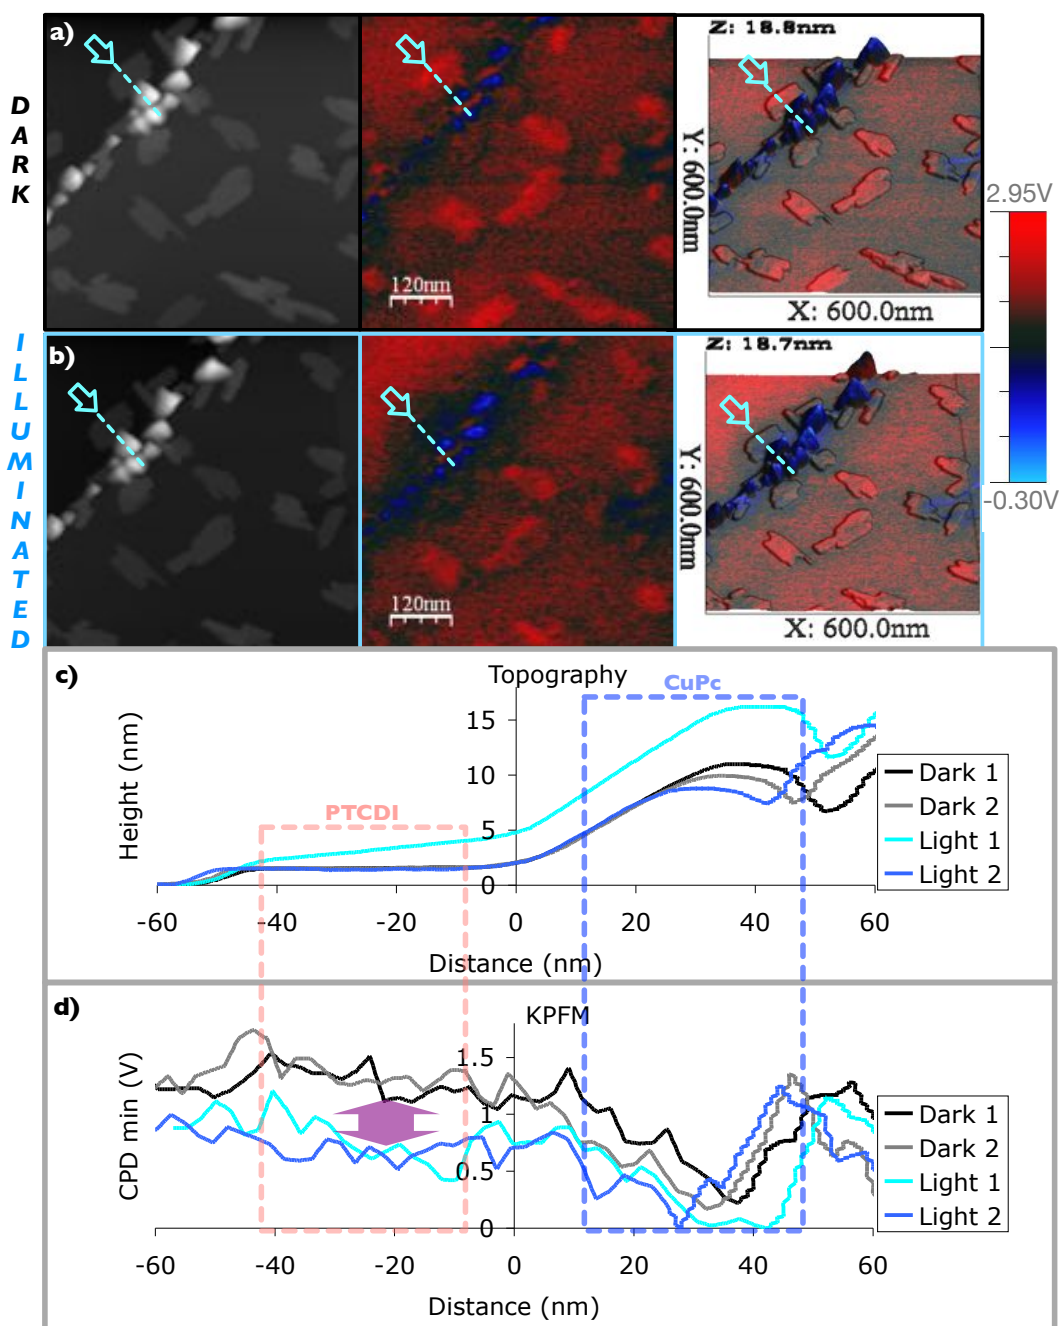 DARK
a)
120nm
Z: 18.8nm
Y: 600.0nm
X: 600.0nm
2.95V
-0.30V
ILLUMINATED
b)
120nm
Z: 18.7nm
Y: 600.0nm
X: 600.0nm
c)
Topography
CuPc
PTCDI
Height (nm)
15
10
5
0
-60 -40 -20 0 20 40 60
Distance (nm)
Dark 1
Dark 2
Light 1
Light 2
d)
KPFM
CPD min (V)
1.5
1
0.5
0
-60 -40 -20 0 20 40 60
Distance (nm)
Dark 1
Dark 2
Light 1
Light 2